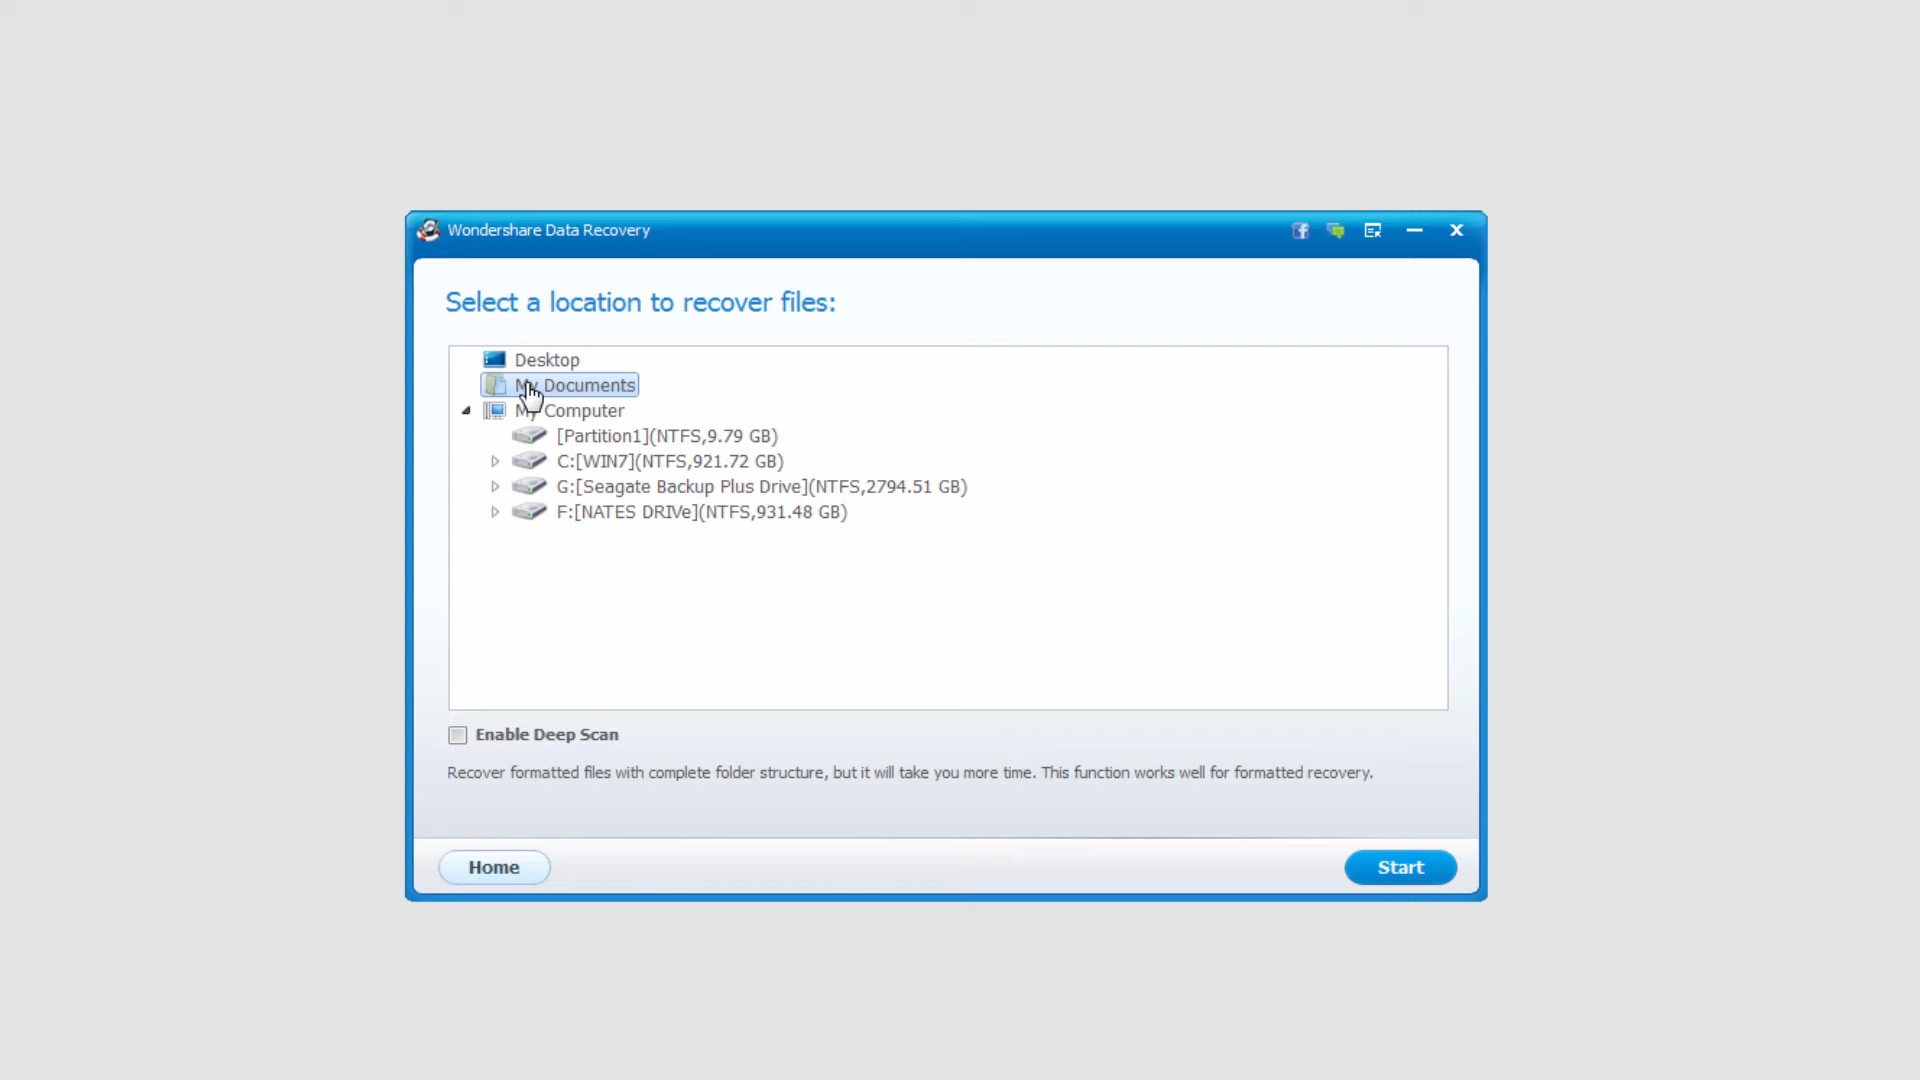 Wondershare Data Recovery
Select a location to recover files:
Desktop
My Documents
My Computer
[Partition1](NTFS,9.79 GB)
C:[WIN7](NTFS,921.72 GB)
G:[Seagate Backup Plus Drive](NTFS,2794.51 GB)
F:[NATES DRIVe](NTFS,931.48 GB)
Enable Deep Scan
Recover formatted files with complete folder structure, but it will take you more time. This function works well for formatted recovery.
Home
Start